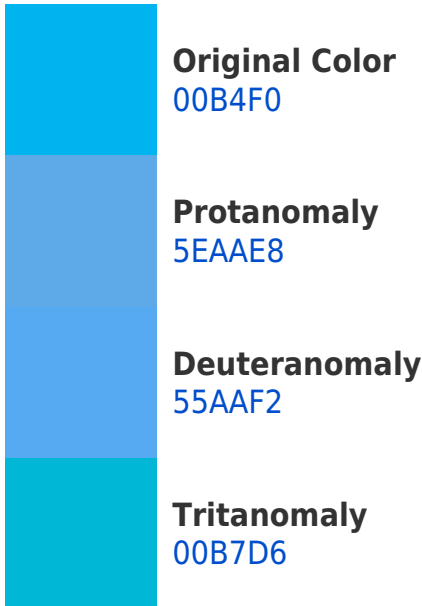 Original Color
00B4F0
Protanomaly
5EAAE8
Deuteranomaly
55AAF2
Tritanomaly
00B7D6